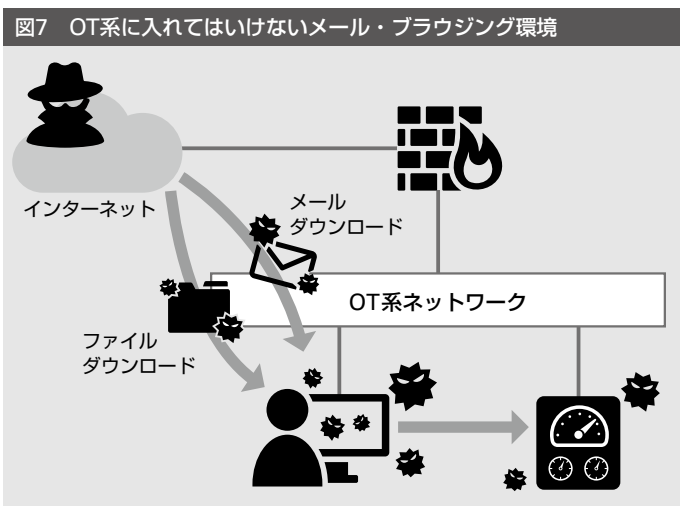 図7　OT系に入れてはいけないメール・ブラウジング環境
インターネット
メール
ダウンロード
OT系ネットワーク
ファイル
ダウンロード